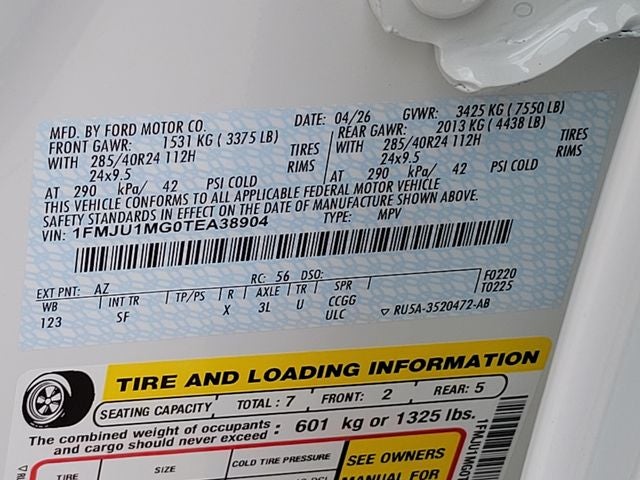 MFD. BY FORD MOTOR CO. DATE: 04/26 GVWR: 3425 KG ( 7550 LB)
FRONT GAWR: 1531 KG ( 3375 LB) REAR GAWR: 2013 KG ( 4438 LB)
WITH 285/40R24 112H TIRES WITH 285/40R24 112H TIRES
24x9.5 RIMS 24x9.5 RIMS
AT 290 kPa/ 42 PSI COLD AT 290 kPa/ 42 PSI COLD
THIS VEHICLE CONFORMS TO ALL APPLICABLE FEDERAL MOTOR VEHICLE
SAFETY STANDARDS IN EFFECT ON THE DATE OF MANUFACTURE SHOWN ABOVE.
VIN: 1FMJU1MG0TEA38904 TYPE: MPV
EXT PNT: AZ RC: 56 DSO:
WB INT TR TP/PS R AXLE TR SPR F0220
123 SF X 3L U CCGG T0225
ULC ▽ RU5A-3520472-AB
TIRE AND LOADING INFORMATION
SEATING CAPACITY TOTAL : 7 FRONT: 2 REAR: 5
The combined weight of occupants
and cargo should never exceed : 601 kg or 1325 lbs.
TIRE SIZE COLD TIRE PRESSURE SEE OWNERS
MANUAL FOR